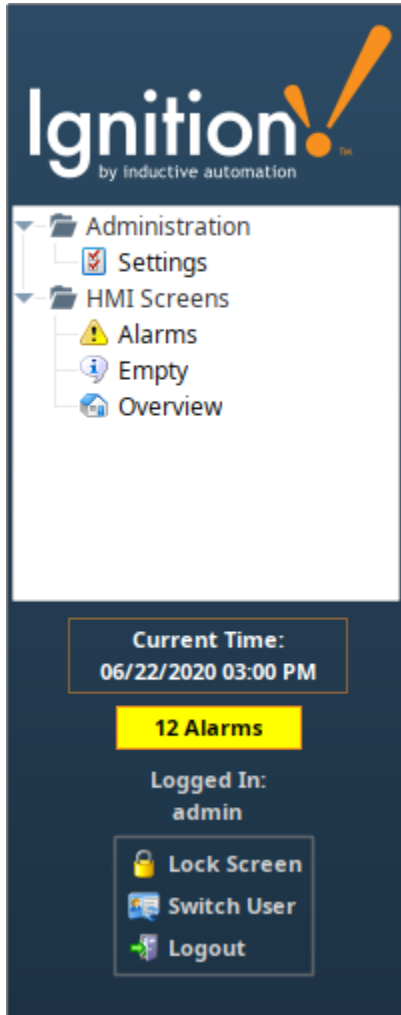 Ignition!
by inductive automation
™
Administration
Settings
HMI Screens
Alarms
Empty
Overview
Current Time:
06/22/2020 03:00 PM
12 Alarms
Logged In:
admin
Lock Screen
Switch User
Logout